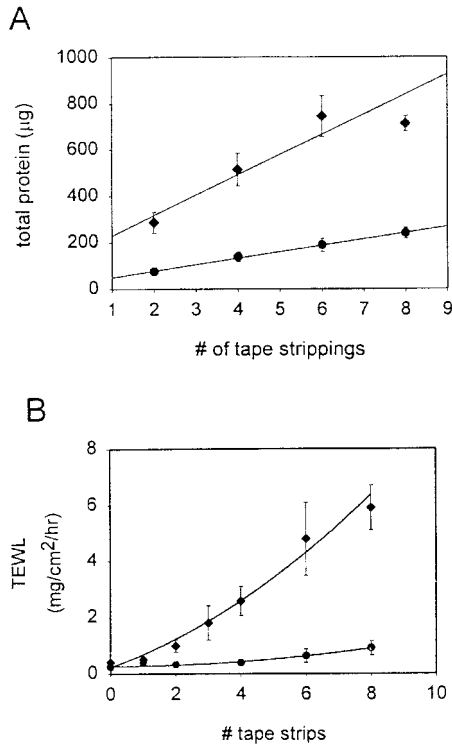 A
1000
800
600
400
200
0
total protein (µg)
1 2 3 4 5 6 7 8 9
# of tape strippings
B
8
6
4
2
0
TEWL
(mg/cm²/hr)
0 2 4 6 8 10
# tape strips